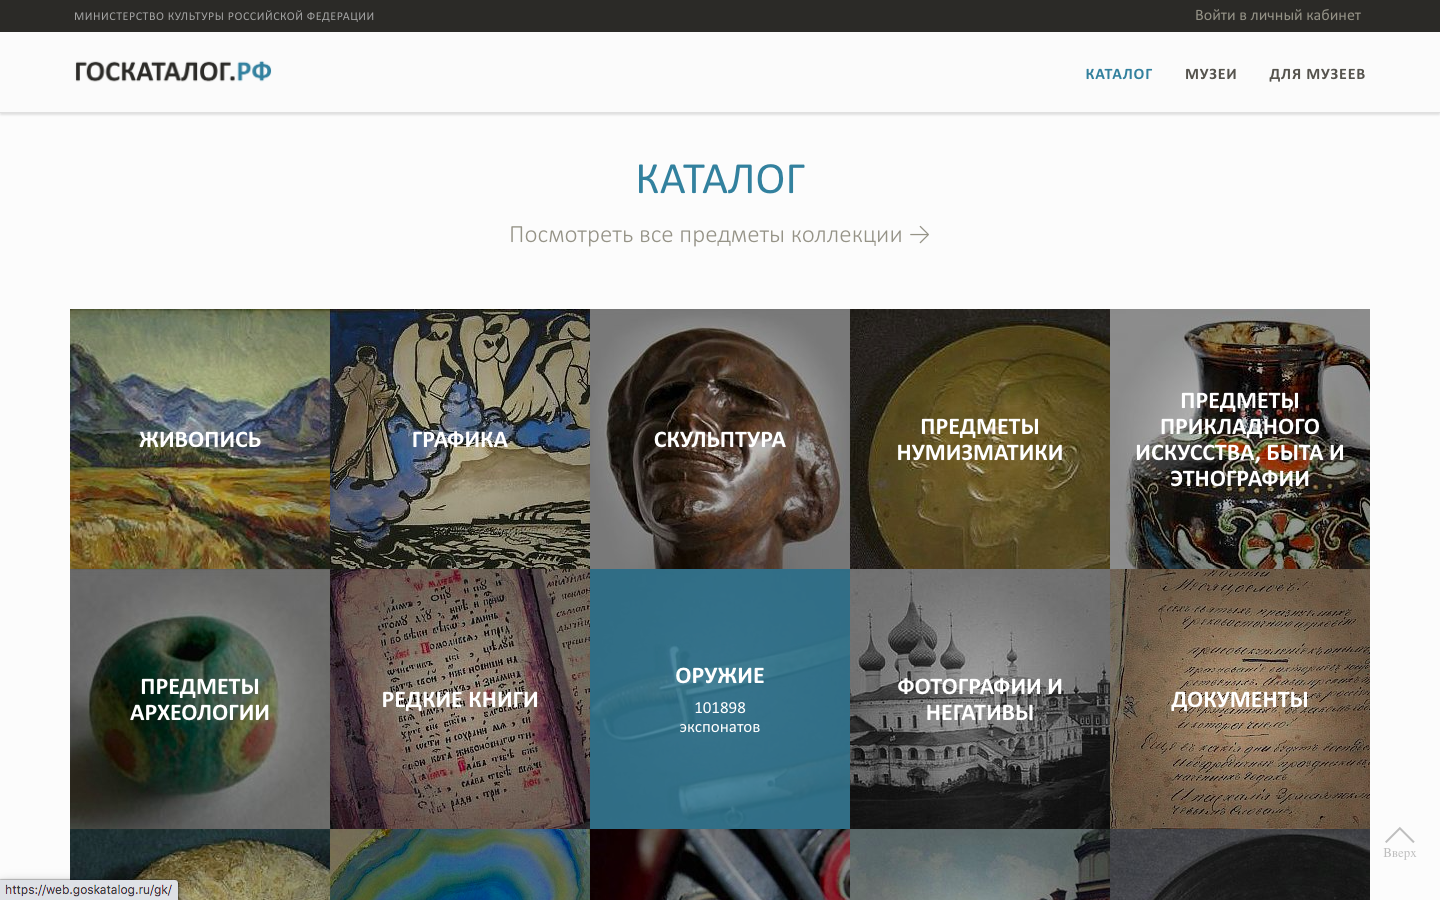 МИНИСТЕРСТВО КУЛЬТУРЫ РОССИЙСКОЙ ФЕДЕРАЦИИ
Войти в личный кабинет
ГОСКАТАЛОГ.РФ
КАТАЛОГ
МУЗЕИ
ДЛЯ МУЗЕЕВ
КАТАЛОГ
Посмотреть все предметы коллекции →
ЖИВОПИСЬ
ГРАФИКА
СКУЛЬПТУРА
ПРЕДМЕТЫ
НУМИЗМАТИКИ
ПРЕДМЕТЫ
ПРИКЛАДНОГО
ИСКУССТВА, БЫТА И
ЭТНОГРАФИИ
ПРЕДМЕТЫ
АРХЕОЛОГИИ
РЕДКИЕ КНИГИ
ОРУЖИЕ
101898
экспонатов
ФОТОГРАФИИ И
НЕГАТИВЫ
ДОКУМЕНТЫ
Вверх
https://web.goskatalog.ru/gk/